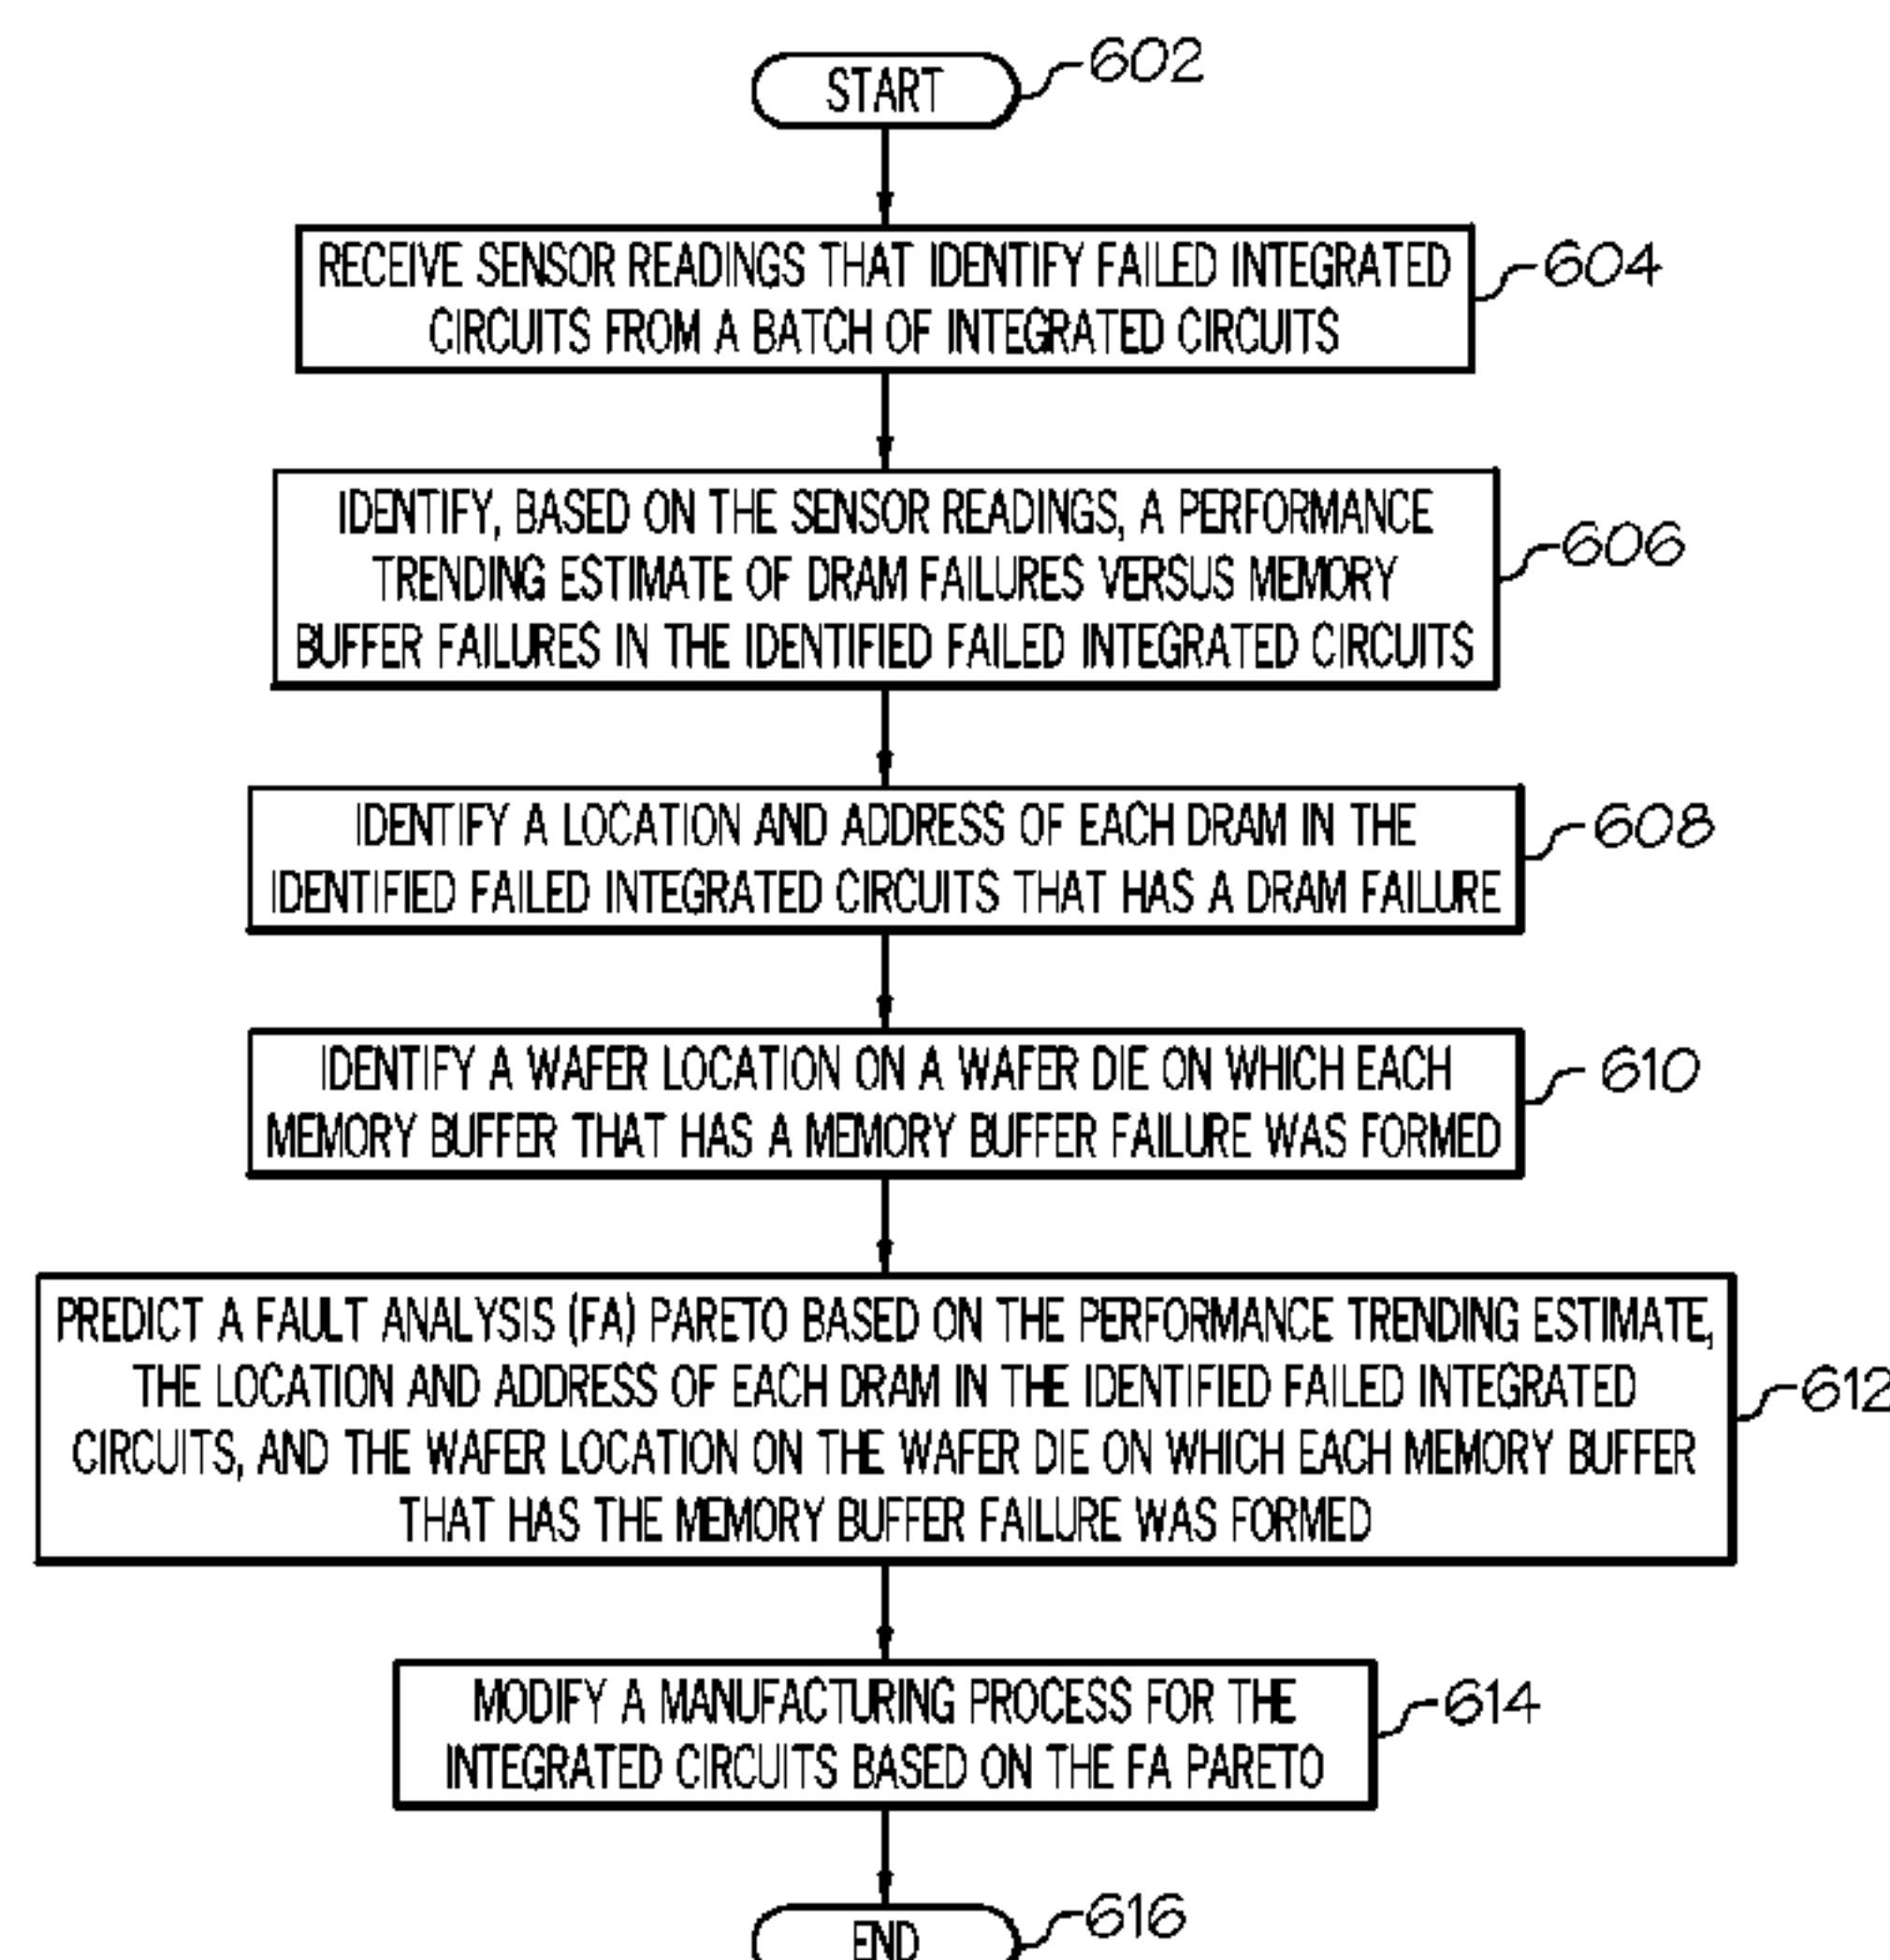 START
602
RECEIVE SENSOR READINGS THAT IDENTIFY FAILED INTEGRATED
CIRCUITS FROM A BATCH OF INTEGRATED CIRCUITS
604
IDENTIFY, BASED ON THE SENSOR READINGS, A PERFORMANCE
TRENDING ESTIMATE OF DRAM FAILURES VERSUS MEMORY
BUFFER FAILURES IN THE IDENTIFIED FAILED INTEGRATED CIRCUITS
606
IDENTIFY A LOCATION AND ADDRESS OF EACH DRAM IN THE
IDENTIFIED FAILED INTEGRATED CIRCUITS THAT HAS A DRAM FAILURE
608
IDENTIFY A WAFER LOCATION ON A WAFER DIE ON WHICH EACH
MEMORY BUFFER THAT HAS A MEMORY BUFFER FAILURE WAS FORMED
610
PREDICT A FAULT ANALYSIS (FA) PARETO BASED ON THE PERFORMANCE TRENDING ESTIMATE,
THE LOCATION AND ADDRESS OF EACH DRAM IN THE IDENTIFIED FAILED INTEGRATED
CIRCUITS, AND THE WAFER LOCATION ON THE WAFER DIE ON WHICH EACH MEMORY BUFFER
THAT HAS THE MEMORY BUFFER FAILURE WAS FORMED
612
MODIFY A MANUFACTURING PROCESS FOR THE
INTEGRATED CIRCUITS BASED ON THE FA PARETO
614
END
616